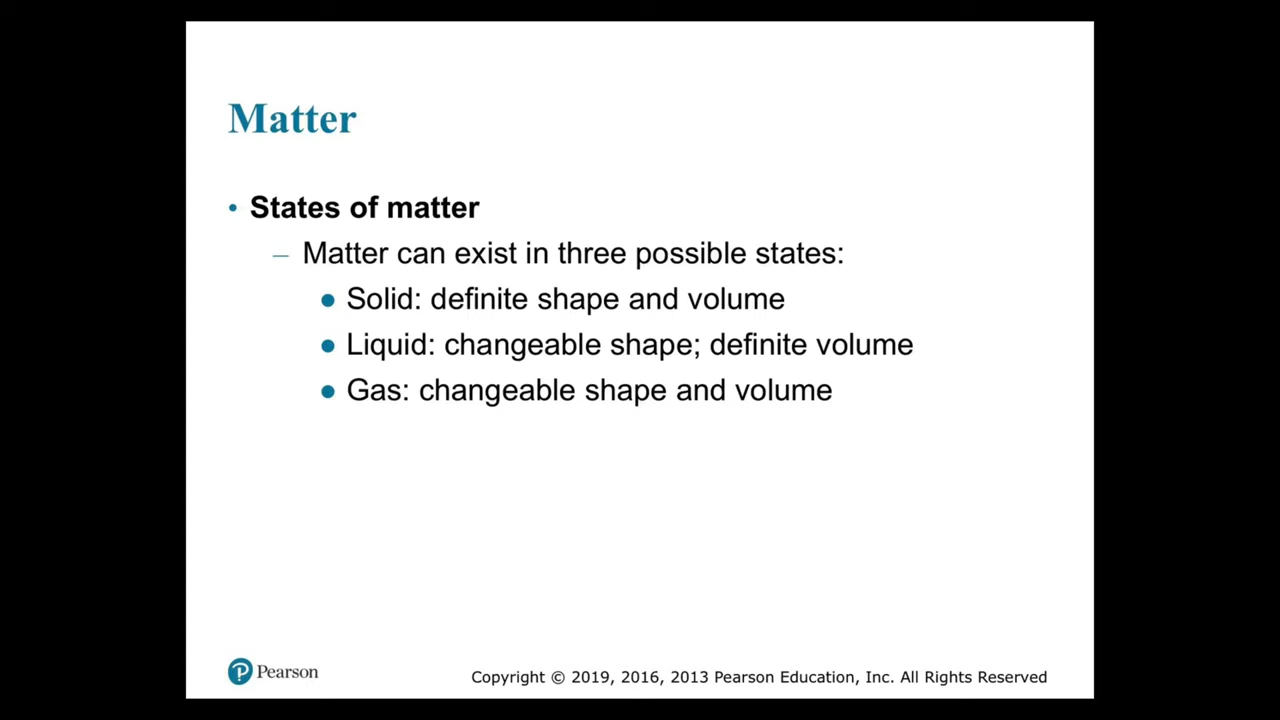 Matter
• States of matter
– Matter can exist in three possible states:
● Solid: definite shape and volume
● Liquid: changeable shape; definite volume
● Gas: changeable shape and volume
P Pearson
Copyright © 2019, 2016, 2013 Pearson Education, Inc. All Rights Reserved